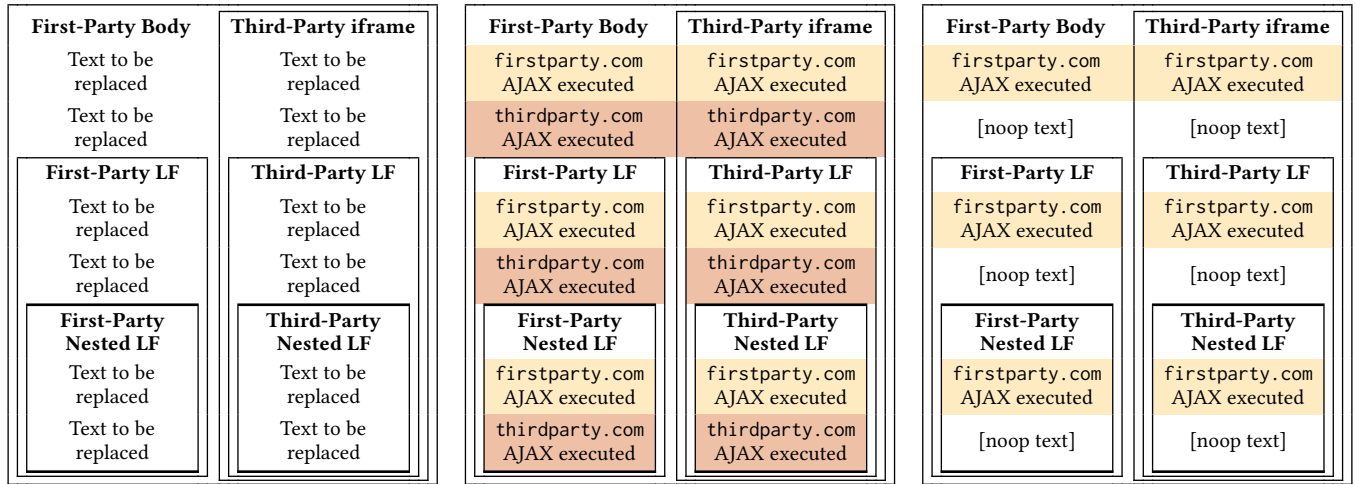 First-Party Body
Third-Party iframe
Text to be
replaced
Text to be
replaced
Text to be
replaced
Text to be
replaced
First-Party LF
Third-Party LF
Text to be
replaced
Text to be
replaced
Text to be
replaced
Text to be
replaced
First-Party
Nested LF
Third-Party
Nested LF
Text to be
replaced
Text to be
replaced
Text to be
replaced
Text to be
replaced
First-Party Body
Third-Party iframe
firstparty.com
AJAX executed
firstparty.com
AJAX executed
thirdparty.com
AJAX executed
thirdparty.com
AJAX executed
First-Party LF
Third-Party LF
firstparty.com
AJAX executed
firstparty.com
AJAX executed
thirdparty.com
AJAX executed
thirdparty.com
AJAX executed
First-Party
Nested LF
Third-Party
Nested LF
firstparty.com
AJAX executed
firstparty.com
AJAX executed
thirdparty.com
AJAX executed
thirdparty.com
AJAX executed
First-Party Body
Third-Party iframe
firstparty.com
AJAX executed
firstparty.com
AJAX executed
[noop text]
[noop text]
First-Party LF
Third-Party LF
firstparty.com
AJAX executed
firstparty.com
AJAX executed
[noop text]
[noop text]
First-Party
Nested LF
Third-Party
Nested LF
firstparty.com
AJAX executed
firstparty.com
AJAX executed
[noop text]
[noop text]